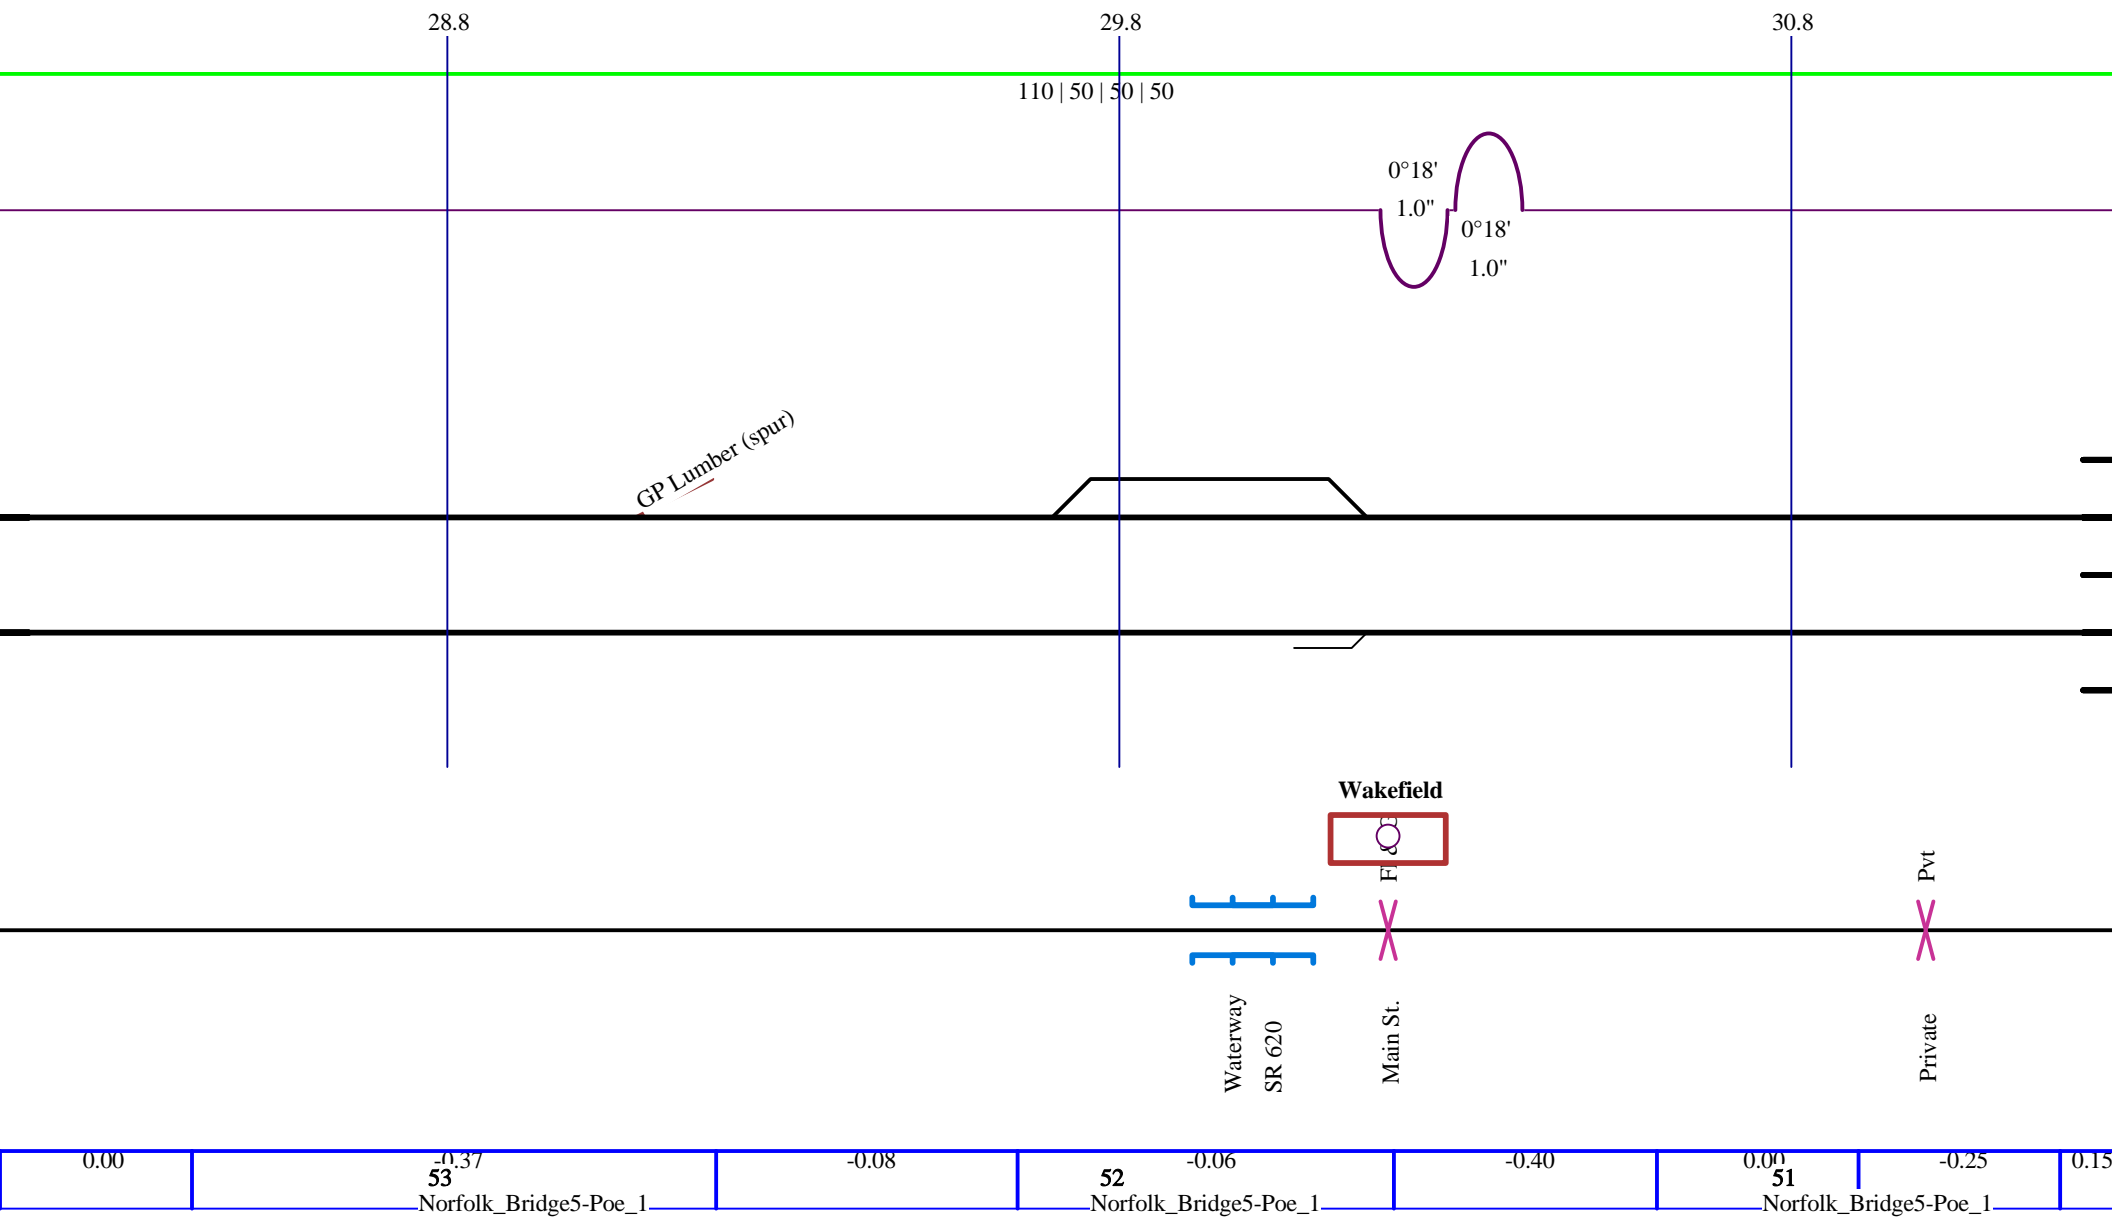 28.8
29.8
30.8
110 | 50 | 50 | 50
0°18'
1.0"
0°18'
1.0"
GP Lumber (spur)
Wakefield
Pvt
Waterway
SR 620
Main St.
Private
0.00
-0.37
-0.08
-0.06
-0.40
0.00
-0.25
0.15
53
52
51
Norfolk_Bridge5-Poe_1
Norfolk_Bridge5-Poe_1
Norfolk_Bridge5-Poe_1